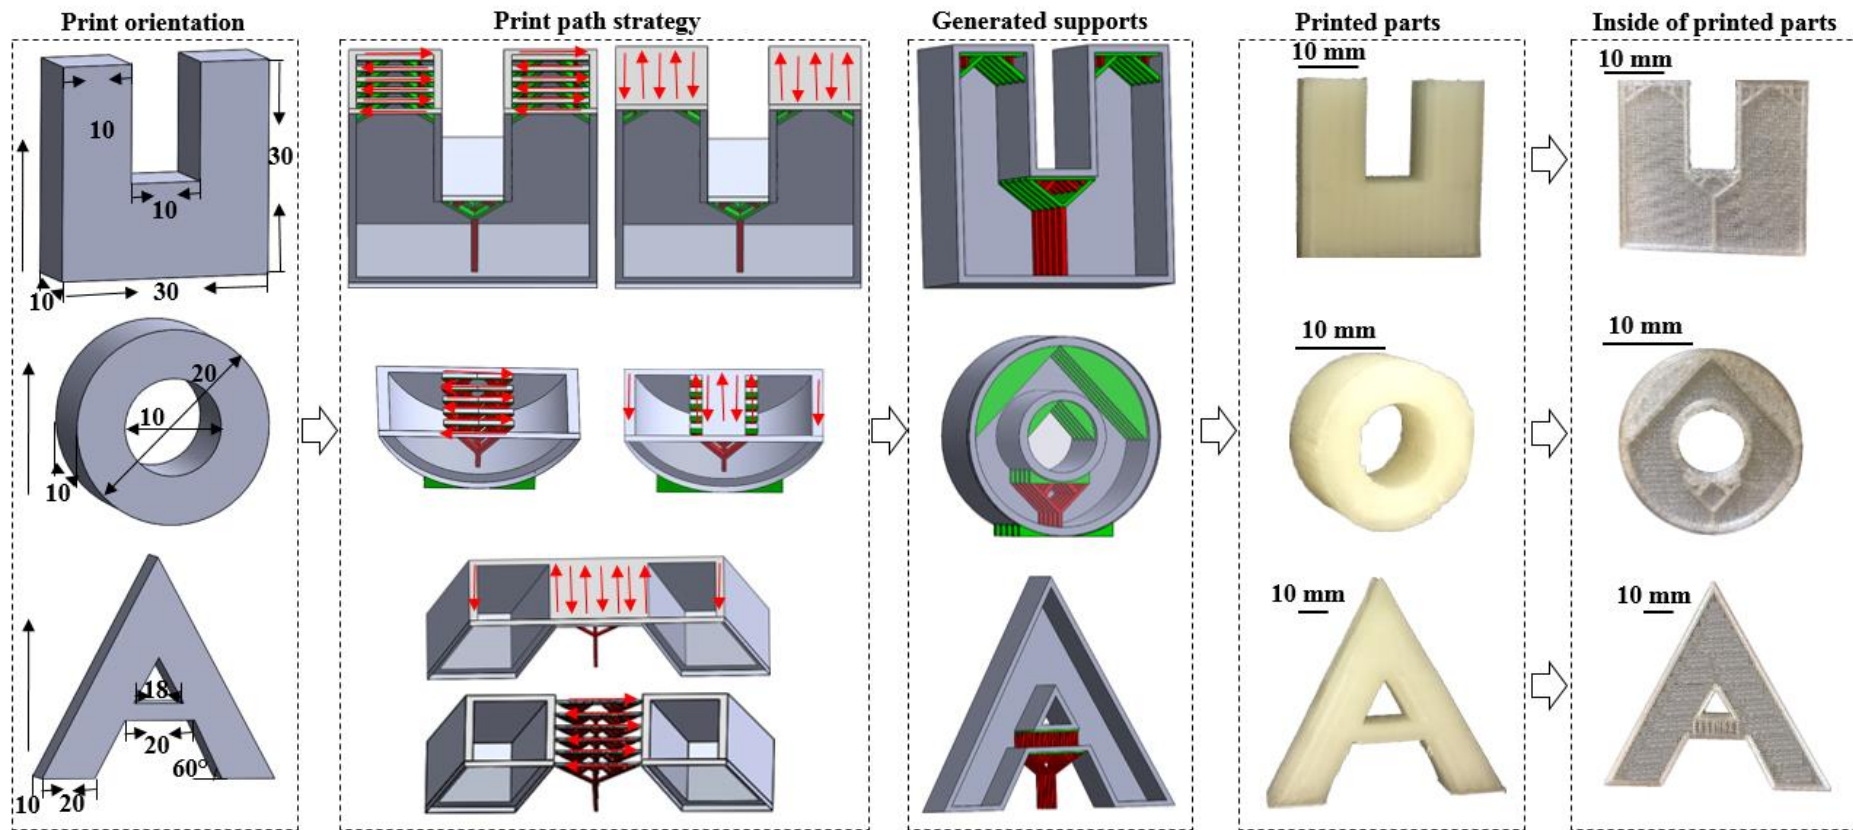 Print orientation
Print path strategy
Generated supports
Printed parts
Inside of printed parts
10
30
10
10
30
10 mm
10 mm
20
10
10
10 mm
10 mm
18
20
60°
10
20
10 mm
10 mm